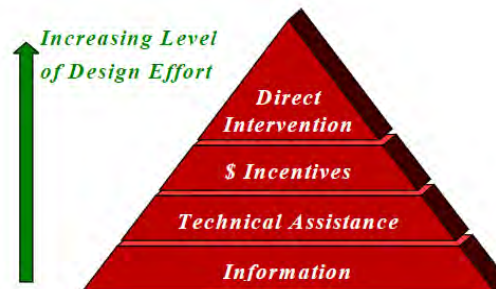 Increasing Level
of Design Effort
Direct
Intervention
$ Incentives
Technical Assistance
Information